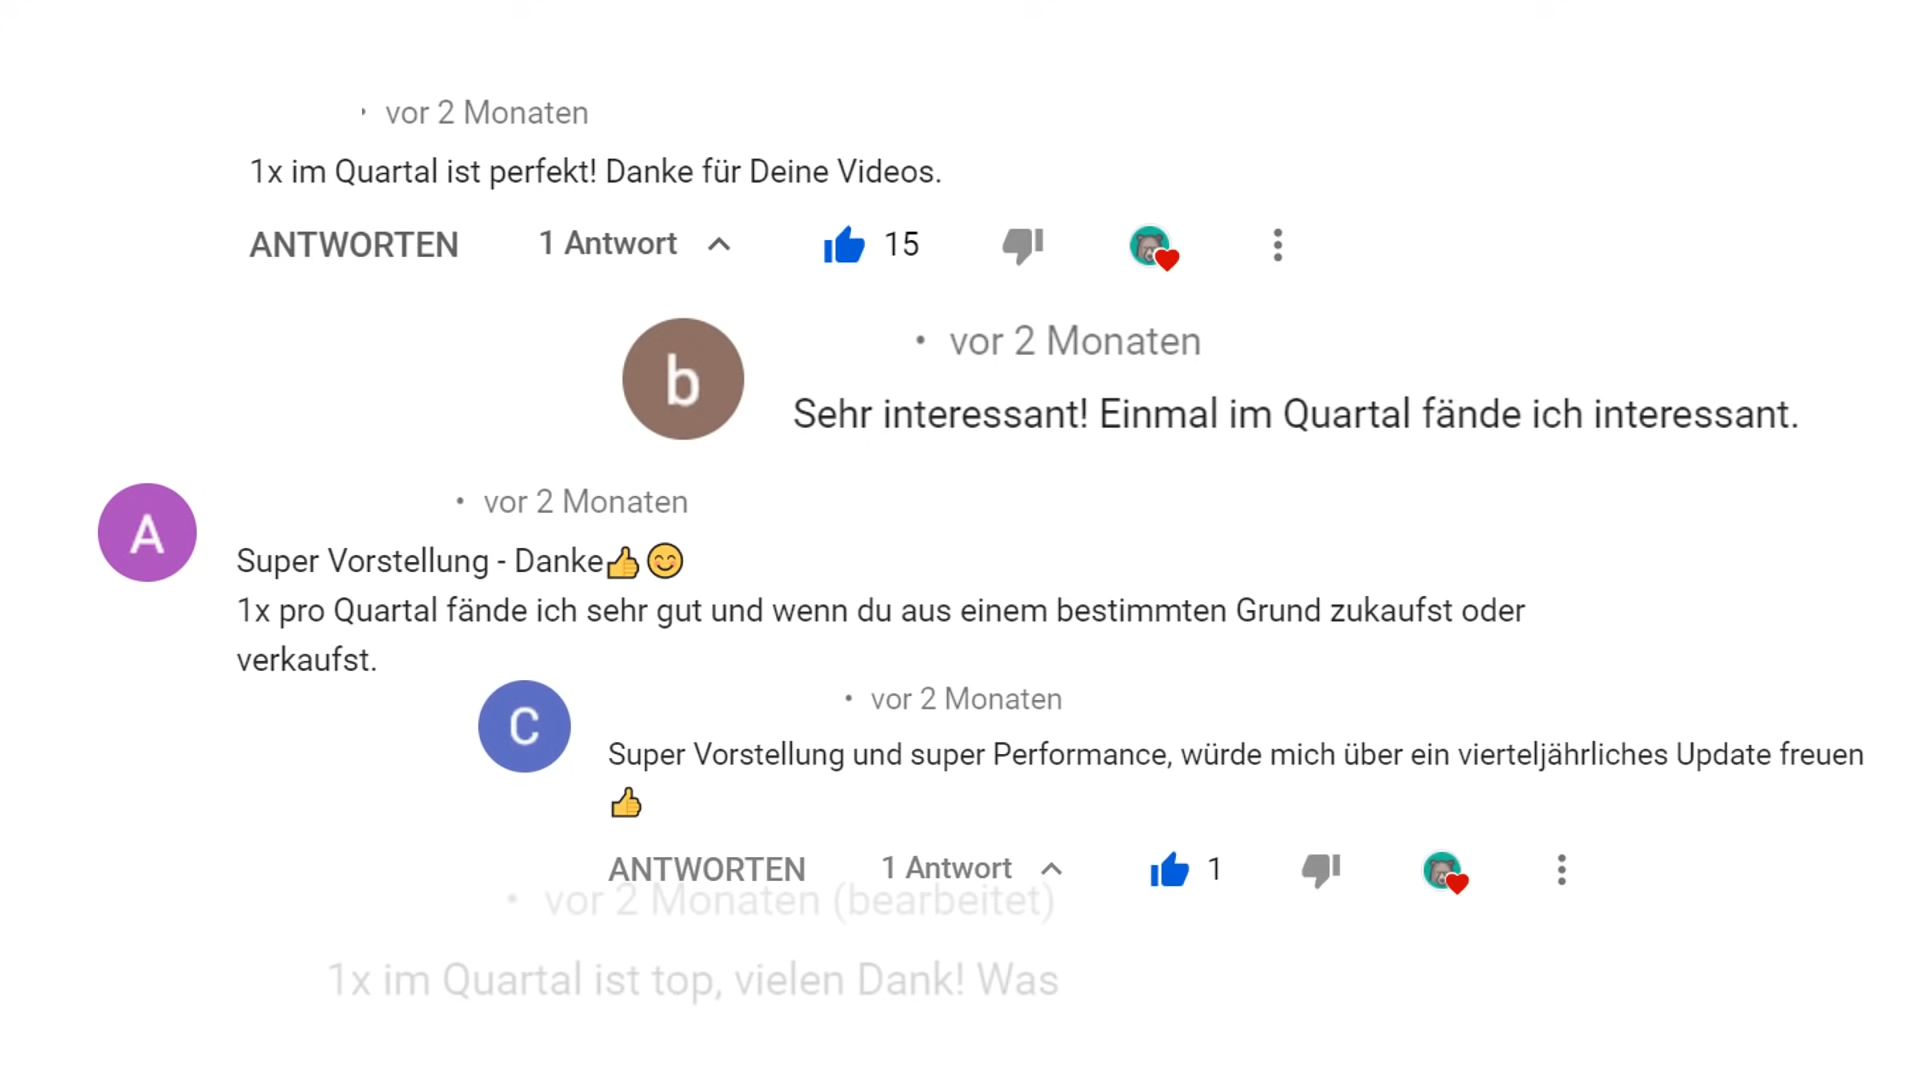 · vor 2 Monaten
1x im Quartal ist perfekt! Danke für Deine Videos.
ANTWORTEN 1 Antwort 15
b
• vor 2 Monaten
Sehr interessant! Einmal im Quartal fände ich interessant.
A
• vor 2 Monaten
Super Vorstellung - Danke👍😊
1x pro Quartal fände ich sehr gut und wenn du aus einem bestimmten Grund zukaufst oder
verkaufst.
C
• vor 2 Monaten
Super Vorstellung und super Performance, würde mich über ein vierteljährliches Update freuen
👍
ANTWORTEN 1 Antwort 1
• vor 2 Monaten (bearbeitet)
1x im Quartal ist top, vielen Dank! Was